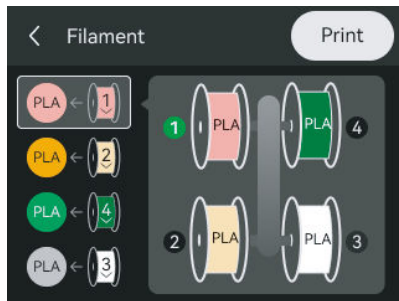 Filament
Print
PLA 1
PLA 2
PLA 4
PLA 3
1 PLA PLA 4
2 PLA PLA 3